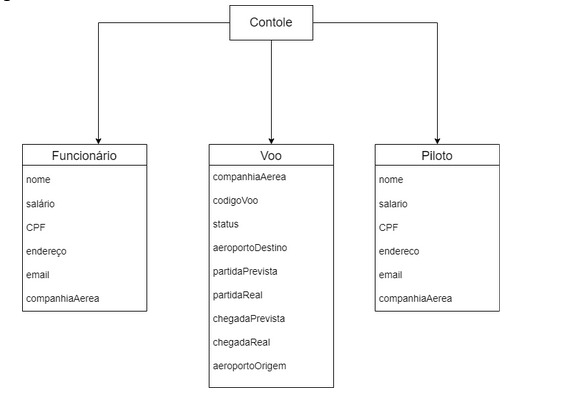 Contole
Funcionário
nome
salário
CPF
endereço
email
companhiaAerea
Voo
companhiaAerea
codigoVoo
status
aeroportoDestino
partidaPrevista
partidaReal
chegadaPrevista
chegadaReal
aeroportoOrigem
Piloto
nome
salario
CPF
endereco
email
companhiaAerea